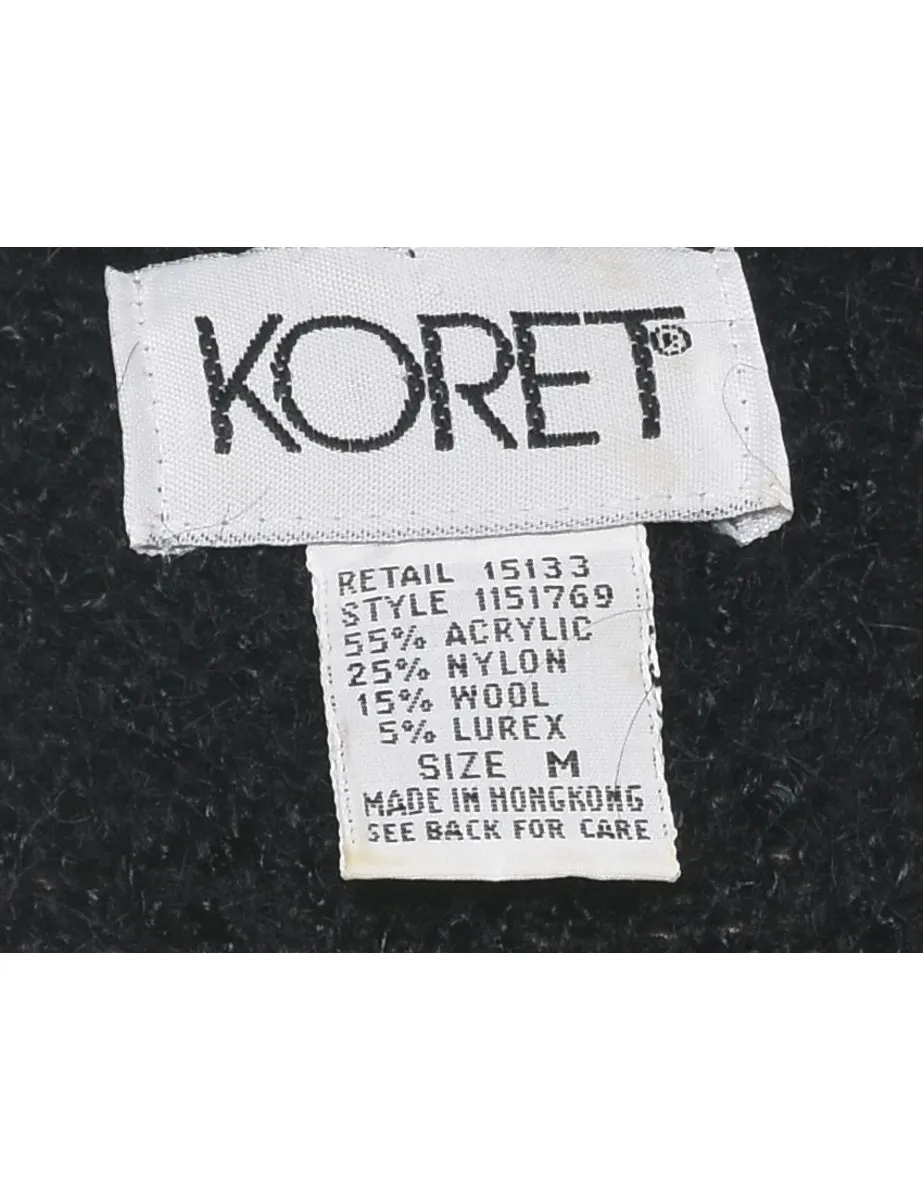 KORET®
RETAIL 15133
STYLE 1151769
55% ACRYLIC
25% NYLON
15% WOOL
5% LUREX
SIZE M
MADE IN HONGKONG
SEE BACK FOR CARE